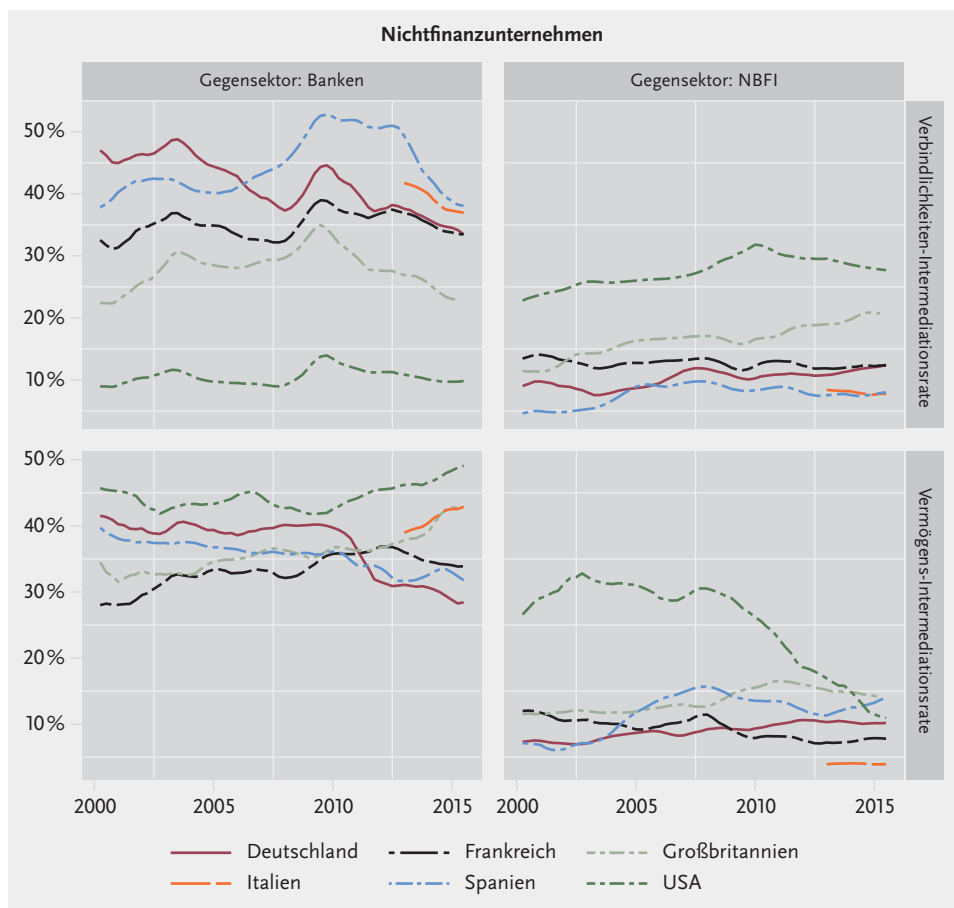 Nichtfinanzunternehmen
Gegensektor: Banken
Gegensektor: NBFI
50 %
40 %
30 %
20 %
10 %
Verbindlichkeiten-Intermediationsrate
50 %
40 %
30 %
20 %
10 %
Vermögens-Intermediationsrate
2000 2005 2010 2015
2000 2005 2010 2015
Deutschland Frankreich Großbritannien
Italien Spanien USA